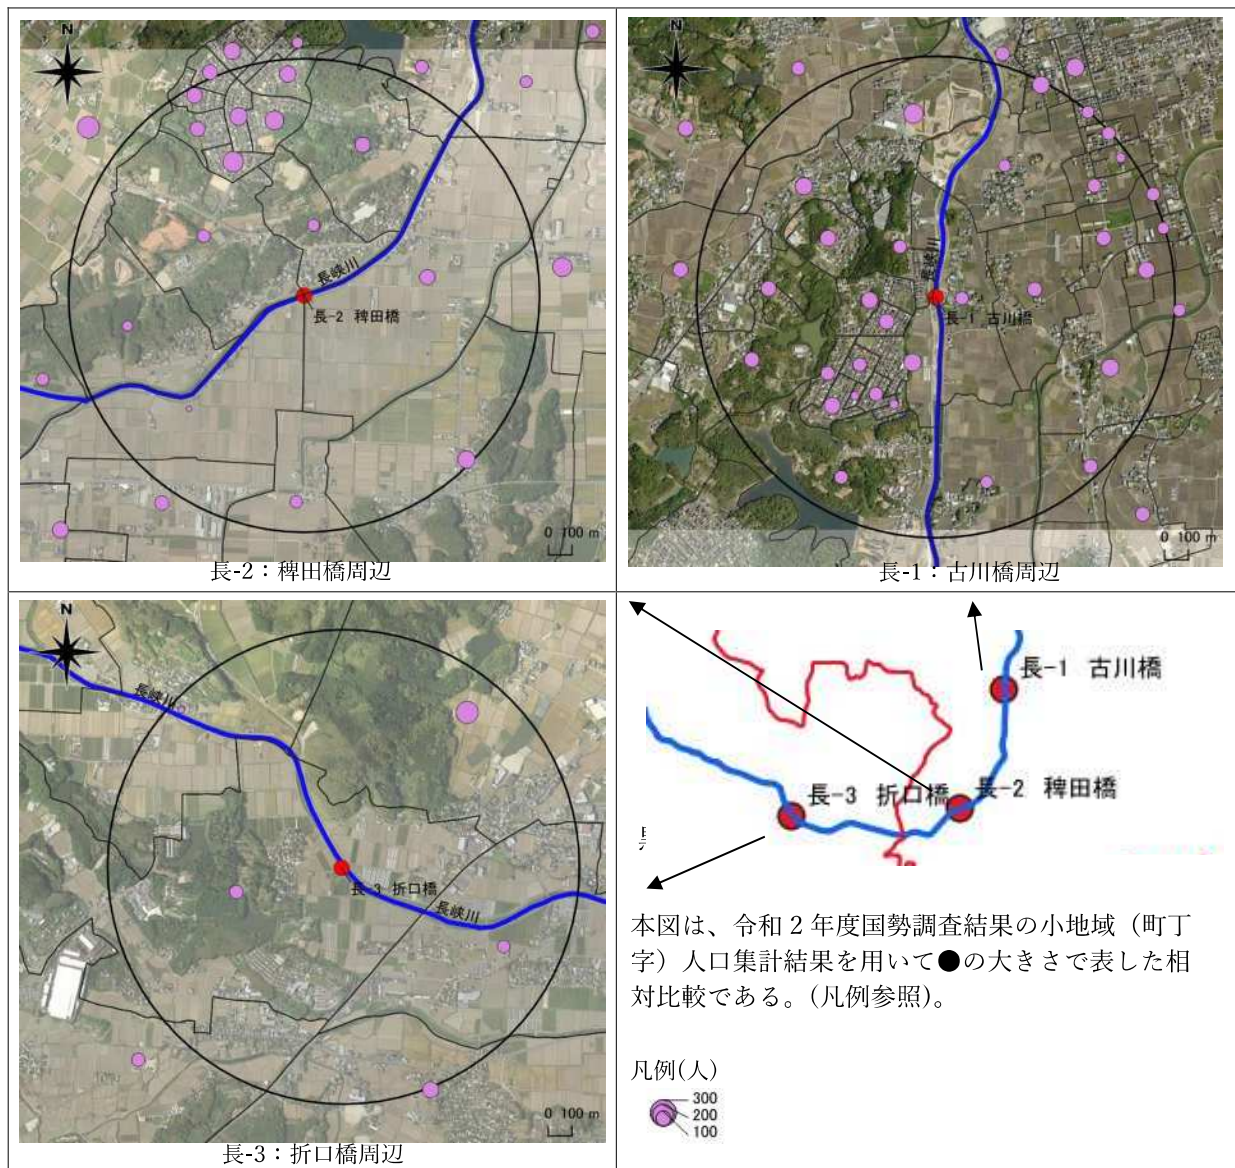 N
長峡川
長-2 稗田橋
0 100 m
長-2：稗田橋周辺
N
長峡川
長-1 古川橋
0 100 m
長-1：古川橋周辺
N
長峡川
長-3 折口橋
長峡川
0 100 m
長-3：折口橋周辺
長-1 古川橋
長-3 折口橋
長-2 稗田橋
本図は、令和２年度国勢調査結果の小地域（町丁
字）人口集計結果を用いて●の大きさで表した相
対比較である。(凡例参照)。
凡例(人)
300
200
100